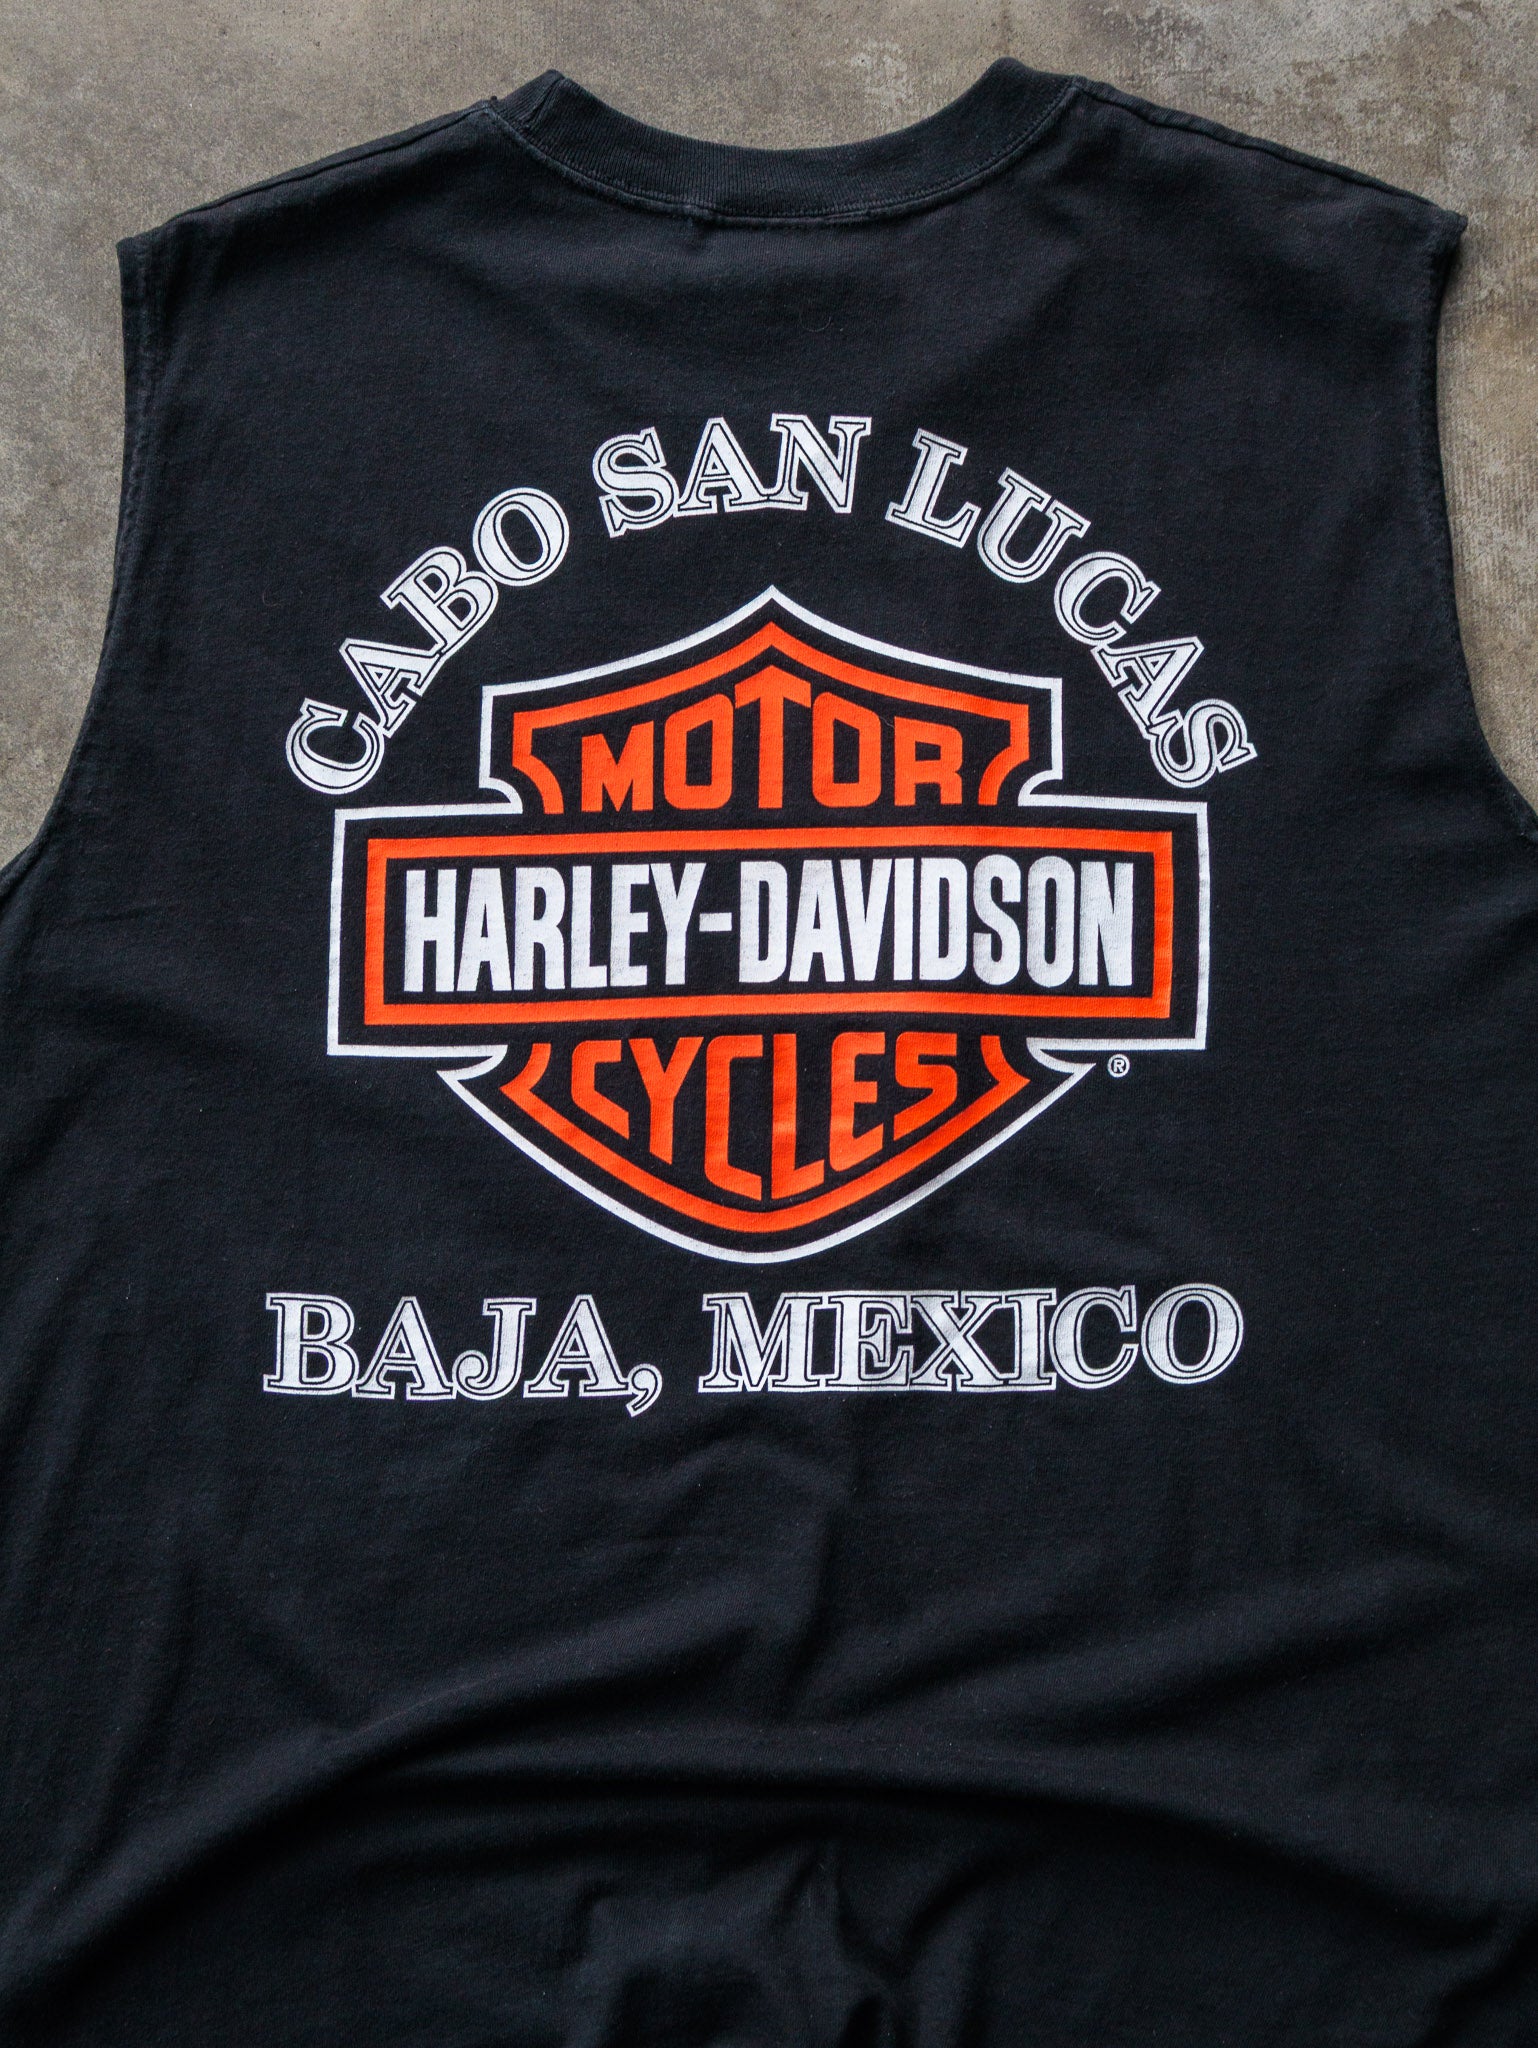 CABO SAN LUCAS
MOTOR
HARLEY-DAVIDSON
CYCLES
®
BAJA, MEXICO